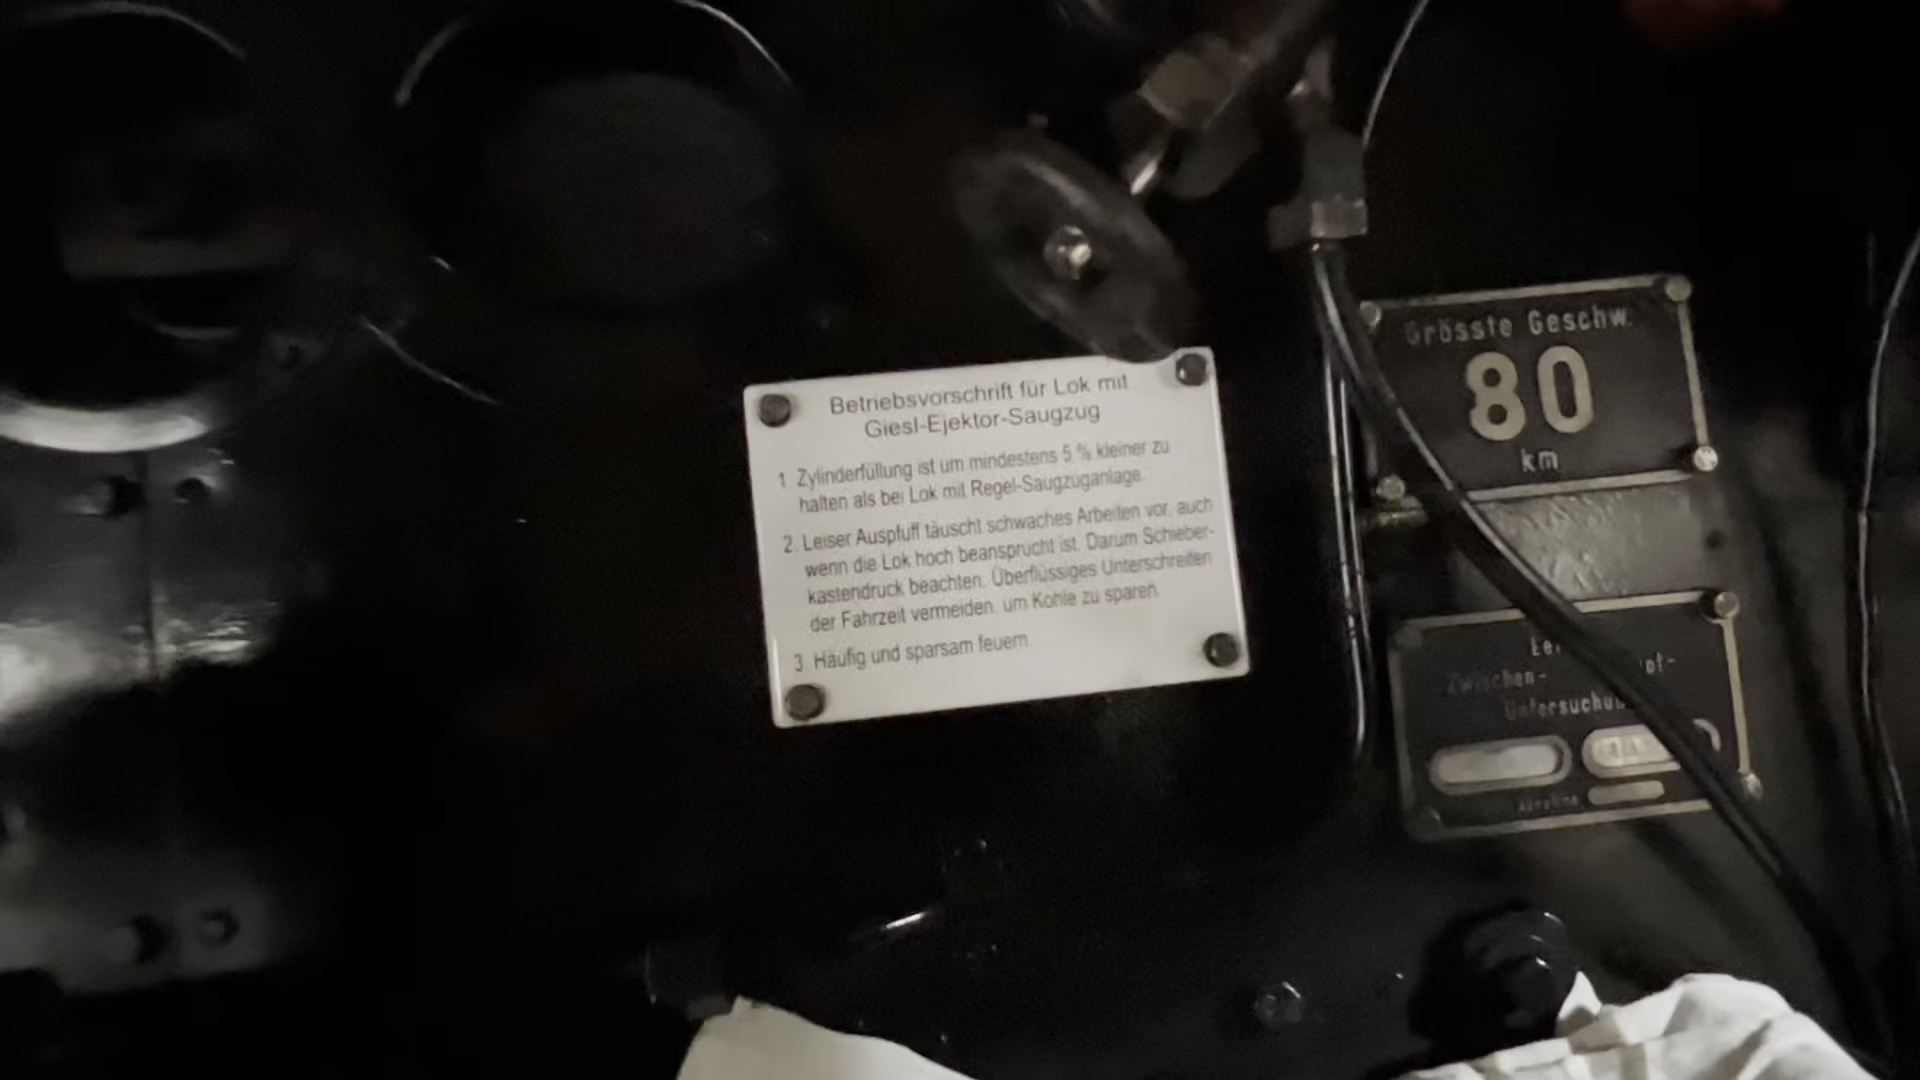 Betriebsvorschrift für Lok mit
Giesl-Ejektor-Saugzug
1. Zylinderfüllung ist um mindestens 5 % kleiner zu
halten als bei Lok mit Regel-Saugzuganlage.
2. Leiser Auspfuff täuscht schwaches Arbeiten vor, auch
wenn die Lok hoch beansprucht ist. Darum Schieber-
kastendruck beachten. Überflüssiges Unterschreiten
der Fahrzeit vermeiden, um Kohle zu sparen.
3. Häufig und sparsam feuern.
Grösste Geschw.
80
km
Zwischen-